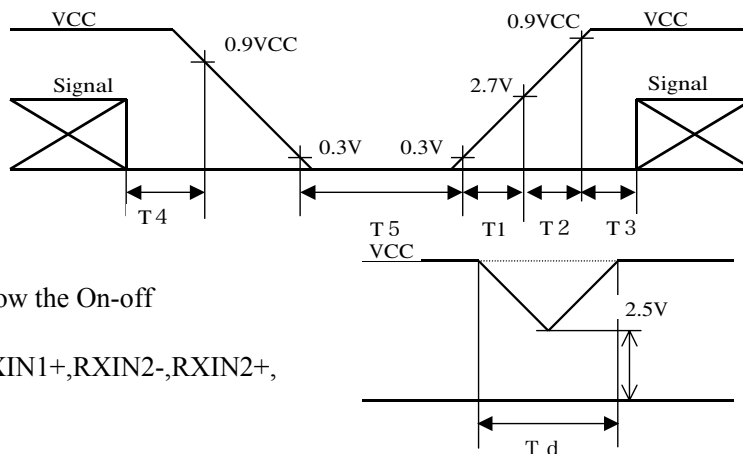 VCC
0.9VCC
0.9VCC
VCC
Signal
2.7V
Signal
0.3V
0.3V
T4
T5
T1
T2
T3
VCC
ow the On-off
2.5V
XIN1+,RXIN2-,RXIN2+,
Td